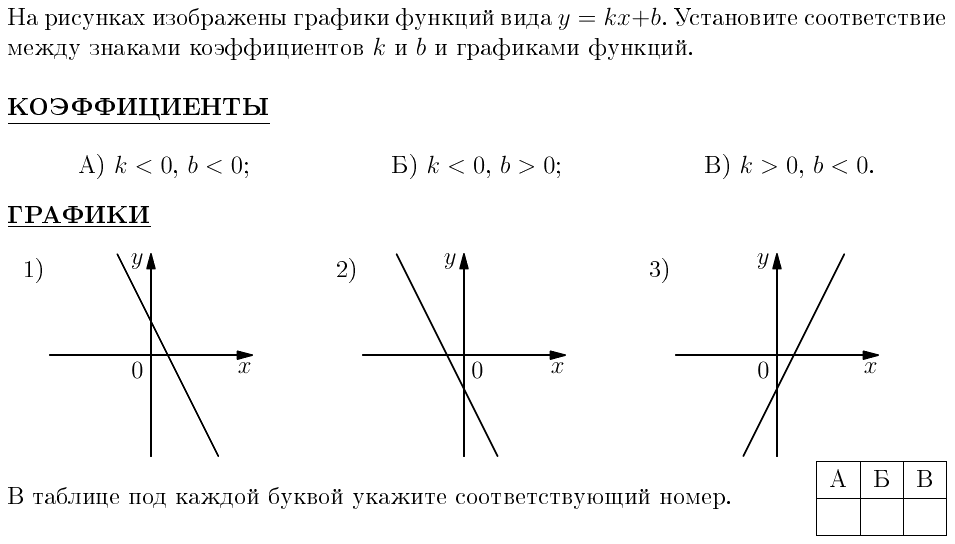 На рисунках изображены графики функций вида y = kx+b. Установите соответствие
между знаками коэффициентов k и b и графиками функций.
КОЭФФИЦИЕНТЫ
А) k < 0, b < 0; Б) k < 0, b > 0; В) k > 0, b < 0.
ГРАФИКИ
1) y 0 x 2) y 0 x 3) y 0 x
А Б В
В таблице под каждой буквой укажите соответствующий номер.